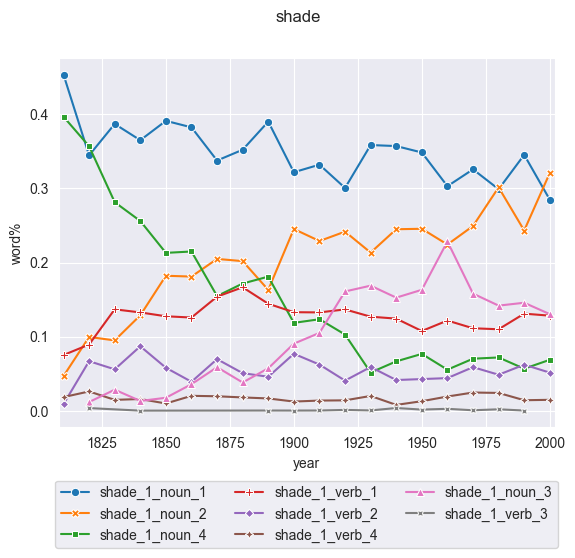 shade
0.4
0.3
0.2
0.1
0.0
word%
1825 1850 1875 1900 1925 1950 1975 2000
year
shade_1_noun_1 shade_1_verb_1 shade_1_noun_3
shade_1_noun_2 shade_1_verb_2 shade_1_verb_3
shade_1_noun_4 shade_1_verb_4